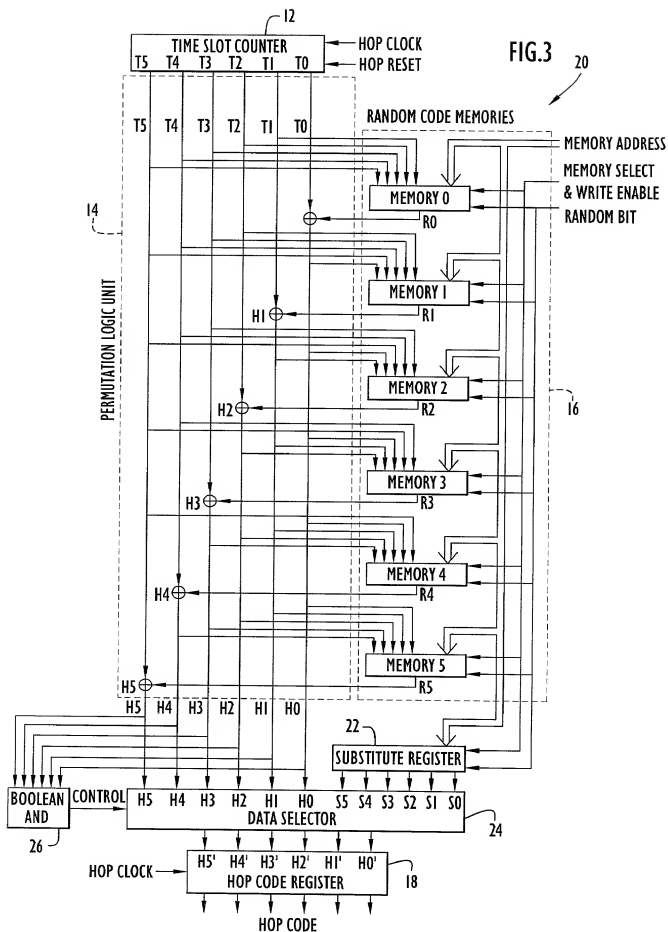 12
TIME SLOT COUNTER
T5 T4 T3 T2 T1 T0
HOP CLOCK
HOP RESET
FIG.3
20
T5 T4 T3 T2 T1 T0
RANDOM CODE MEMORIES
MEMORY ADDRESS
MEMORY SELECT
& WRITE ENABLE
RANDOM BIT
14
PERMUTATION LOGIC UNIT
MEMORY 0
R0
MEMORY 1
H1
R1
MEMORY 2
H2
R2
16
MEMORY 3
H3
R3
MEMORY 4
H4
R4
MEMORY 5
H5
R5
H5 H4 H3 H2 H1 H0
22
SUBSTITUTE REGISTER
BOOLEAN
AND
26
CONTROL
H5 H4 H3 H2 H1 H0 S5 S4 S3 S2 S1 S0
DATA SELECTOR
24
HOP CLOCK
H5' H4' H3' H2' H1' H0'
HOP CODE REGISTER
18
HOP CODE